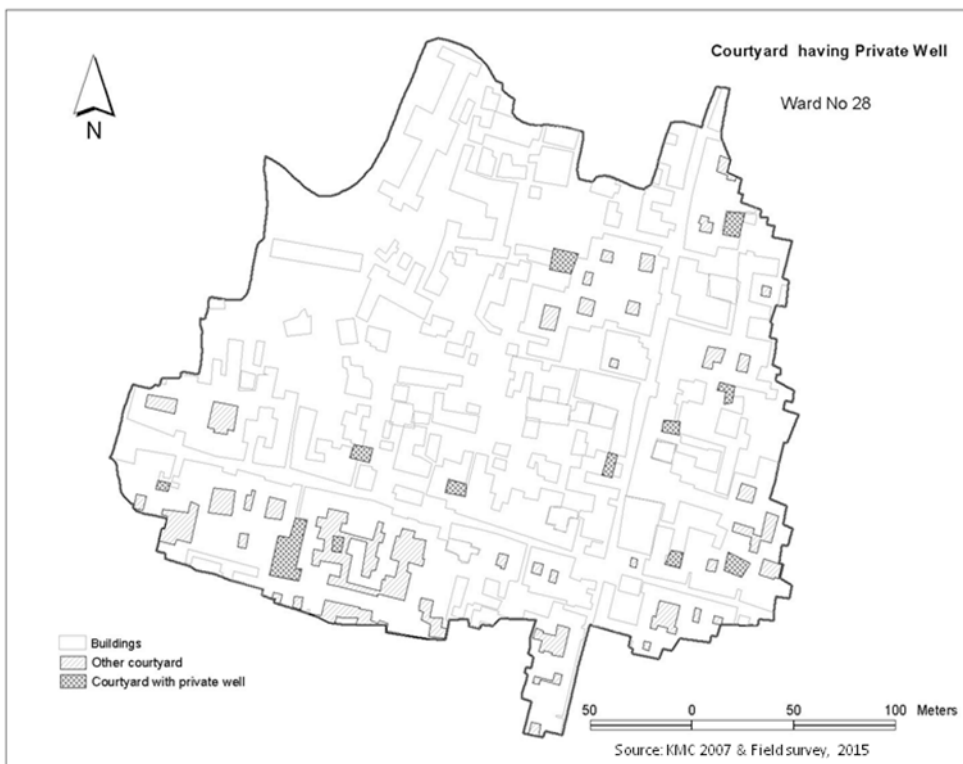 Courtyard having Private Well
Ward No 28
N
Buildings
Other courtyard
Courtyard with private well
50 0 50 100 Meters
Source: KMC 2007 & Field survey, 2015